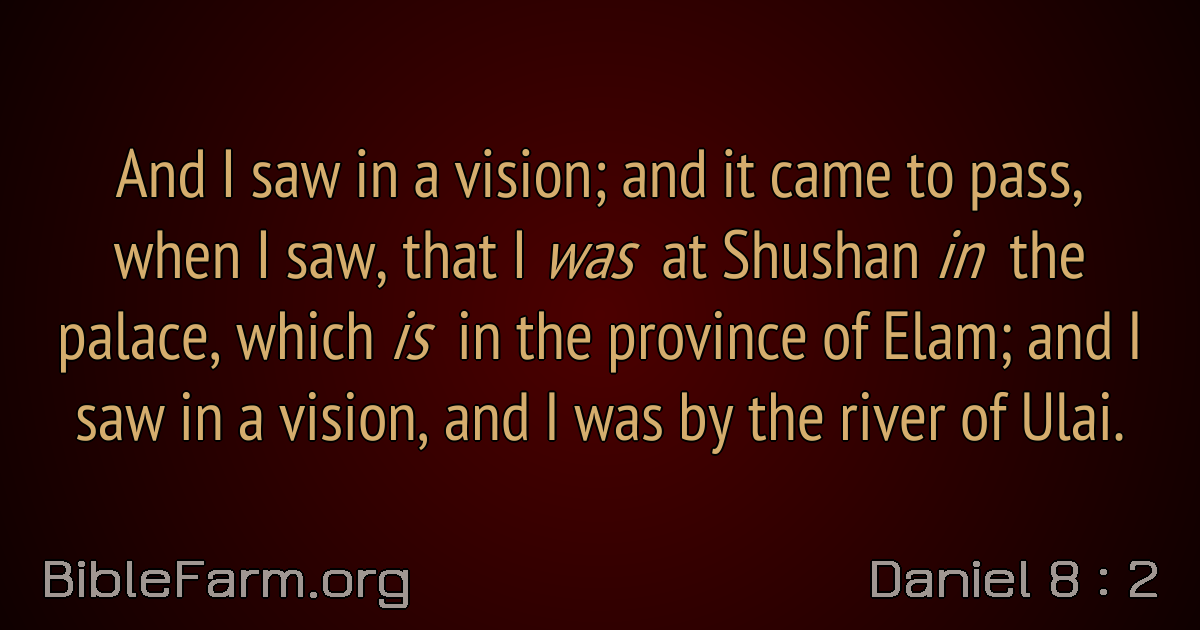 And I saw in a vision; and it came to pass,
when I saw, that I was at Shushan in the
palace, which is in the province of Elam; and I
saw in a vision, and I was by the river of Ulai.
BibleFarm.org
Daniel 8 : 2